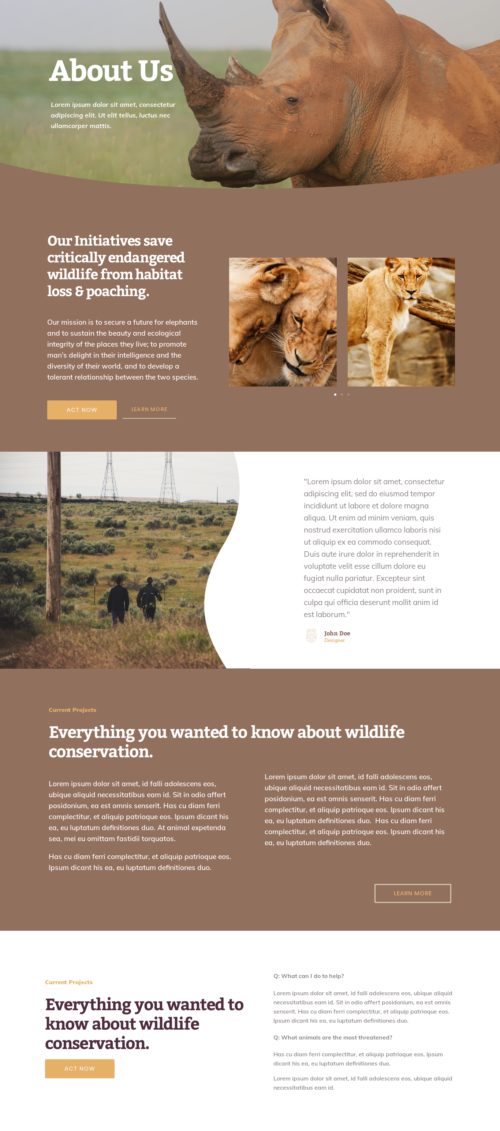 About Us
Lorem ipsum dolor sit amet, consectetur
adipiscing elit. Ut elit tellus, luctus nec
ullamcorper mattis.
Our Initiatives save
critically endangered
wildlife from habitat
loss & poaching.
Our mission is to secure a future for elephants
and to sustain the beauty and ecological
integrity of the places they live; to promote
man's delight in their intelligence and the
diversity of their world, and to develop a
tolerant relationship between the two species.
ACT NOW
LEARN MORE
"Lorem ipsum dolor sit amet, consectetur
adipiscing elit, sed do eiusmod tempor
incididunt ut labore et dolore magna
aliqua. Ut enim ad minim veniam, quis
nostrud exercitation ullamco laboris nisi
ut aliquip ex ea commodo consequat.
Duis aute irure dolor in reprehenderit in
voluptate velit esse cillum dolore eu
fugiat nulla pariatur. Excepteur sint
occaecat cupidatat non proident, sunt in
culpa qui officia deserunt mollit anim id
est laborum."
John Doe
Designer
Current Projects
Everything you wanted to know about wildlife
conservation.
Lorem ipsum dolor sit amet, id falli adolescens eos,
ubique aliquid necessitatibus eam id. Sit in odio affert
posidonium, ea est omnis senserit. Has cu diam ferri
complectitur, et aliquip patrioque eos. Ipsum dicant his
ea, eu luptatum definitiones duo. At animal expetenda
sea, mei eu omittam fastidii torquatos.
Has cu diam ferri complectitur, et aliquip patrioque eos.
Ipsum dicant his ea, eu luptatum definitiones duo.
Lorem ipsum dolor sit amet, id falli adolescens eos,
ubique aliquid necessitatibus eam id. Sit in odio affert
posidonium, ea est omnis senserit. Has cu diam ferri
complectitur, et aliquip patrioque eos. Ipsum dicant his
ea, eu luptatum definitiones duo. Has cu diam ferri
complectitur, et aliquip patrioque eos. Ipsum dicant his
ea, eu luptatum definitiones duo.
LEARN MORE
Current Projects
Everything you wanted to
know about wildlife
conservation.
ACT NOW
Q: What can I do to help?
Lorem ipsum dolor sit amet, id falli adolescens eos, ubique aliquid
necessitatibus eam id. Sit in odio affert posidonium, ea est omnis
senserit. Has cu diam ferri complectitur, et aliquip patrioque eos.
Ipsum dicant his ea, eu luptatum definitiones duo.
Q: What animals are the most threatened?
Has cu diam ferri complectitur, et aliquip patrioque eos. Ipsum
dicant his ea, eu luptatum definitiones duo.
Lorem ipsum dolor sit amet, id falli adolescens eos, ubique aliquid
necessitatibus eam id.